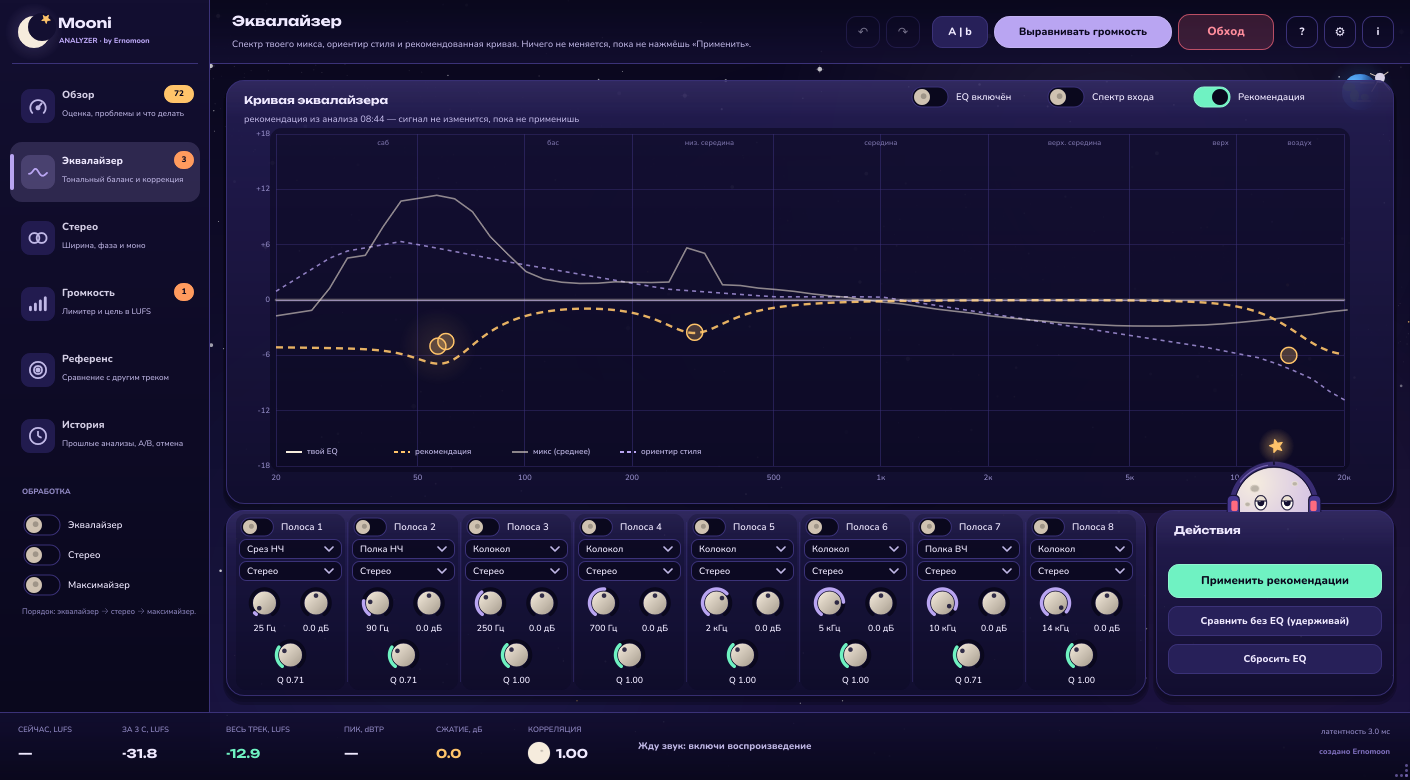 Mooni
ANALYZER · by Ernomoon
Обзор
72
Оценка, проблемы и что делать
Эквалайзер
3
Тональный баланс и коррекция
Стерео
Ширина, фаза и моно
Громкость
1
Лимитер и цель в LUFS
Референс
Сравнение с другим треком
История
Прошлые анализы, A/B, отмена
ОБРАБОТКА
Эквалайзер
Стерео
Максимайзер
Порядок: эквалайзер → стерео → максимайзер.
Эквалайзер
Спектр твоего микса, ориентир стиля и рекомендованная кривая. Ничего не меняется, пока не нажмёшь «Применить».
A | b
Выравнивать громкость
Обход
?
i
Кривая эквалайзера
рекомендация из анализа 08:44 — сигнал не изменится, пока не применишь
EQ включён
Спектр входа
Рекомендация
саб
бас
низ. середина
середина
верх. середина
верх
воздух
+18
+12
+6
0
-6
-12
-18
твой EQ
рекомендация
микс (среднее)
ориентир стиля
20
50
100
200
500
1к
2к
5к
10
20к
Полоса 1
Полоса 2
Полоса 3
Полоса 4
Полоса 5
Полоса 6
Полоса 7
Полоса 8
Срез НЧ
Полка НЧ
Колокол
Колокол
Колокол
Колокол
Полка ВЧ
Колокол
Стерео
Стерео
Стерео
Стерео
Стерео
Стерео
Стерео
Стерео
25 Гц
0.0 дБ
90 Гц
0.0 дБ
250 Гц
0.0 дБ
700 Гц
0.0 дБ
2 кГц
0.0 дБ
5 кГц
0.0 дБ
10 кГц
0.0 дБ
14 кГц
0.0 дБ
Q 0.71
Q 0.71
Q 1.00
Q 1.00
Q 1.00
Q 1.00
Q 0.71
Q 1.00
Действия
Применить рекомендации
Сравнить без EQ (удерживай)
Сбросить EQ
СЕЙЧАС, LUFS
—
ЗА 3 С, LUFS
-31.8
ВЕСЬ ТРЕК, LUFS
-12.9
ПИК, dBTP
—
СЖАТИЕ, дБ
0.0
КОРРЕЛЯЦИЯ
1.00
Жду звук: включи воспроизведение
латентность 3.0 мс
создано Ernomoon